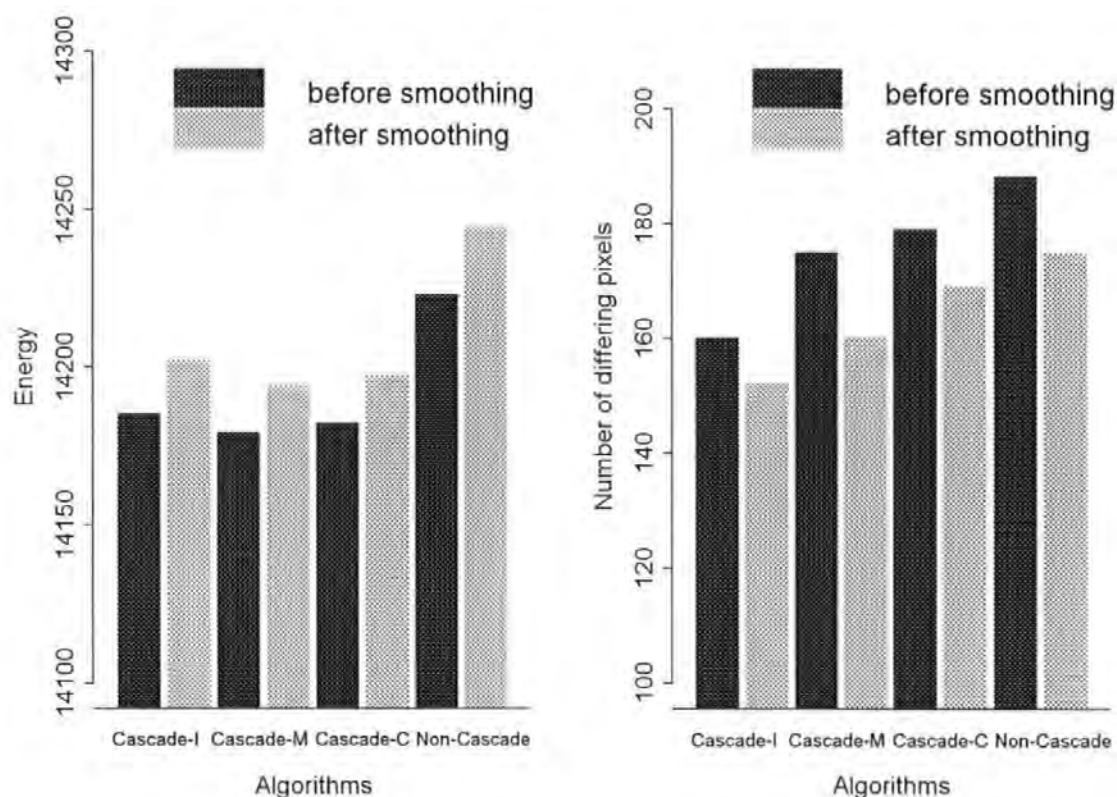 14300
14250
14200
14150
14100
Energy
before smoothing
after smoothing
Cascade-I Cascade-M Cascade-C Non-Cascade
Algorithms
200
180
160
140
120
100
Number of differing pixels
before smoothing
after smoothing
Cascade-I Cascade-M Cascade-C Non-Cascade
Algorithms